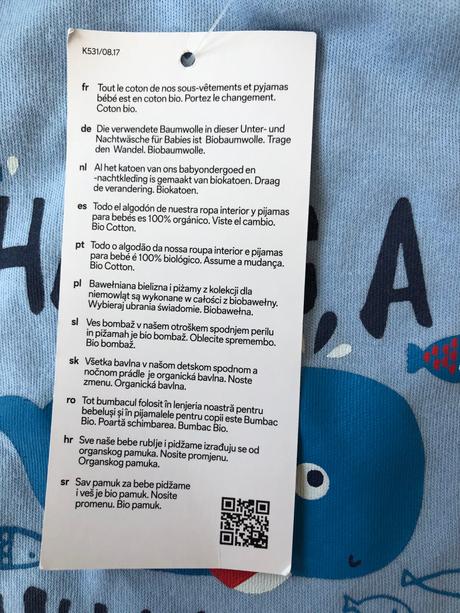 K531/08.17
fr Tout le coton de nos sous-vêtements et pyjamas
bébé est en coton bio. Portez le changement.
Coton bio.
de Die verwendete Baumwolle in dieser Unter- und
Nachtwäsche für Babies ist Biobaumwolle. Trage
den Wandel. Biobaumwolle.
nl Al het katoen van ons babyondergoed en
-nachtkleding is gemaakt van biokatoen. Draag
de verandering. Biokatoen.
es Todo el algodón de nuestra ropa interior y pijamas
para bebés es 100% orgánico. Viste el cambio.
Bio Cotton.
pt Todo o algodão da nossa roupa interior e pijamas
para bebé é 100% biológico. Assume a mudança.
Bio Cotton.
pl Bawełniana bielizna i piżamy z kolekcji dla
niemowląt są wykonane w całości z biobawełny.
Wybieraj ubrania świadomie. Biobawełna.
sl Ves bombaž v našem otroškem spodnjem perilu
in pižamah je bio bombaž. Oblecite spremembo.
Bio bombaž.
sk Všetka bavlna v našom detskom spodnom a
nočnom prádle je organická bavlna. Noste
zmenu. Organická bavlna.
ro Tot bumbacul folosit în lenjeria noastră pentru
bebeluși și în pijamalele pentru copii este Bumbac
Bio. Poartă schimbarea. Bumbac Bio.
hr Sve naše bebe rublje i pidžame izrađuju se od
organskog pamuka. Nosite promjenu.
Organskog pamuka.
sr Sav pamuk za bebe pidžame
i veš je bio pamuk. Nosite
promenu. Bio pamuk.